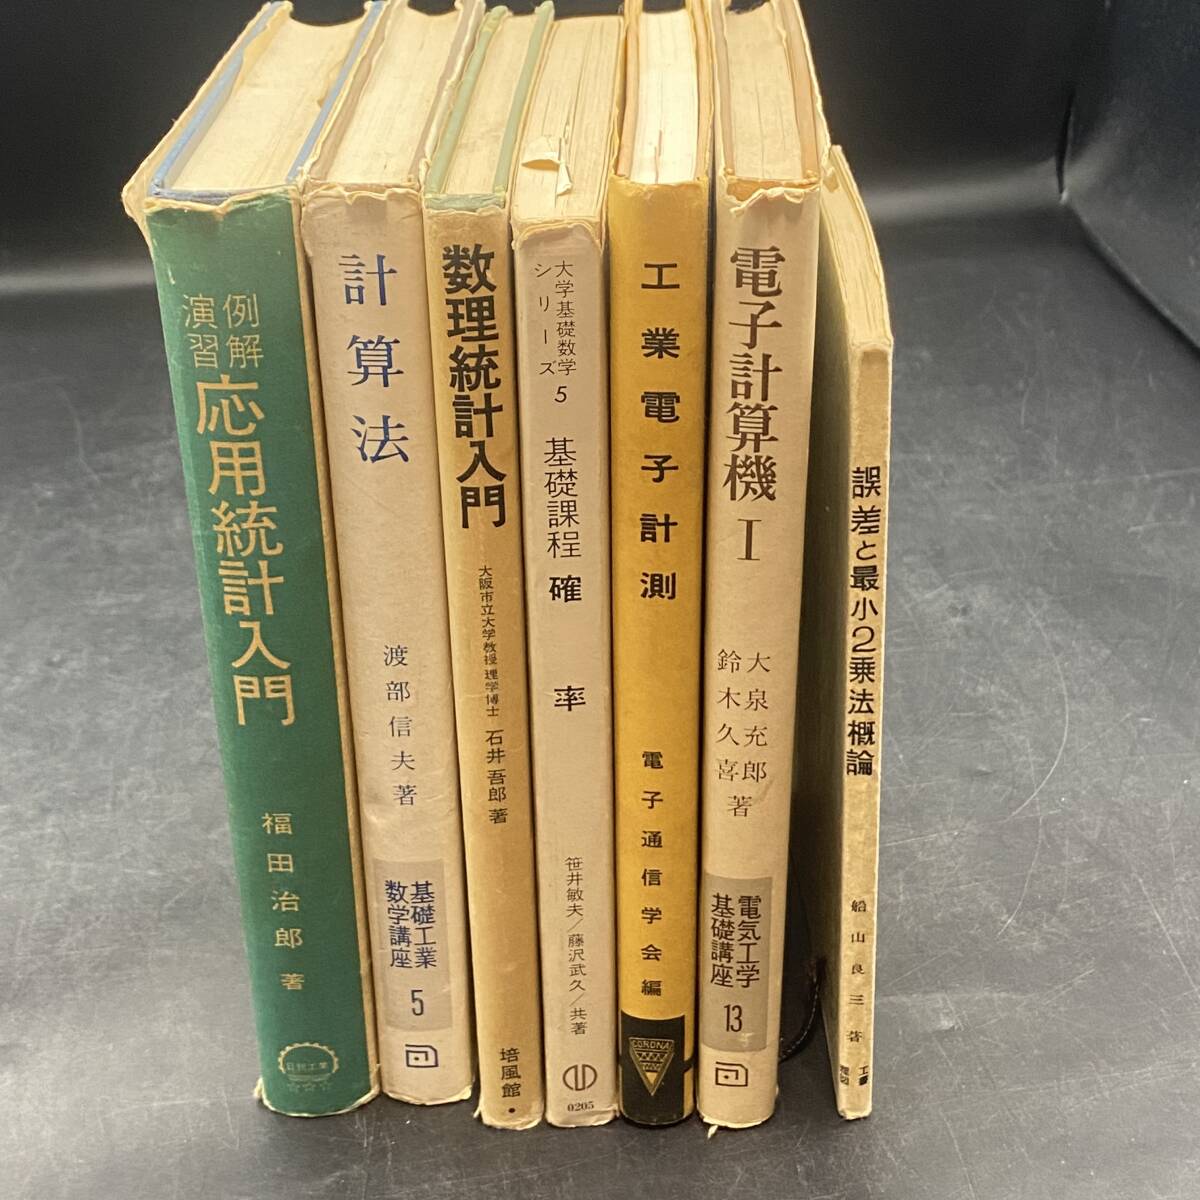 例解
演習
応用統計入門
福田治郎 著
日刊工業
計算法
渡部信夫著
基礎工業
数学講座
5
数理統計入門
大阪市立大学教授 理学博士 石井吾郎 著
培風館
大学基礎数学
シリーズ 5
基礎課程 確率
笹井敏夫/藤沢武久/共著
0205
工業電子計測
電子通信学会編
CORONA
電子計算機 I
大泉充郎
鈴木久喜
著
電気工学
基礎講座
13
誤差と最小2乗法概論
船山良三 著